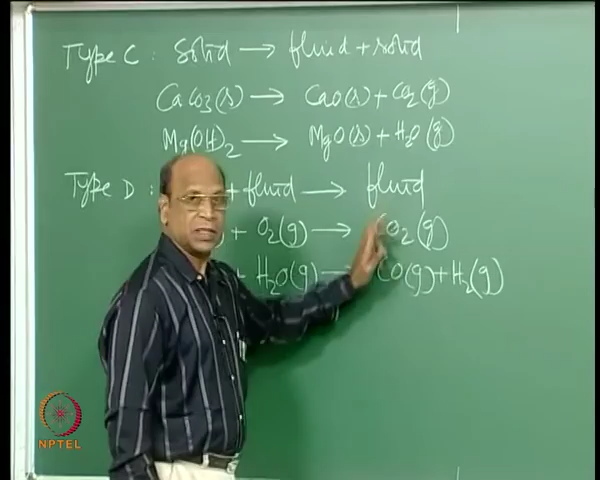 Type C : Solid → fluid + solid
CaCO3(s) → CaO(s) + CO2(g)
Mg(OH)2 → MgO(s) + H2O(g)
Type D : + fluid → fluid
+ O2(g) → CO2(g)
+ H2O(g) → CO(g) + H2(g)
NPTEL